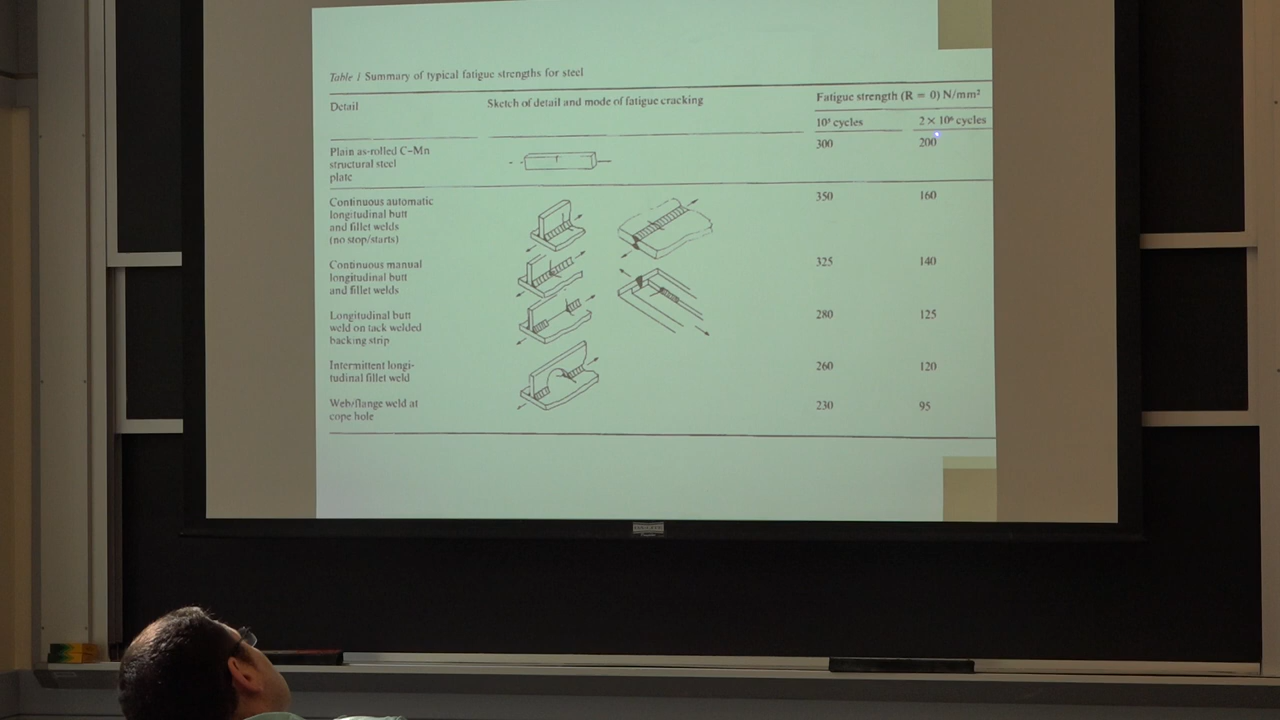 Table 1 Summary of typical fatigue strengths for steel
Detail
Sketch of detail and mode of fatigue cracking
Fatigue strength (R = 0) N/mm²
10⁵ cycles
2 × 10⁶ cycles
Plain as-rolled C–Mn
structural steel
plate
300
200
Continuous automatic
longitudinal butt
and fillet welds
(no stop/starts)
350
160
Continuous manual
longitudinal butt
and fillet welds
325
140
Longitudinal butt
weld on tack welded
backing strip
280
125
Intermittent longi-
tudinal fillet weld
260
120
Web/flange weld at
cope hole
230
95